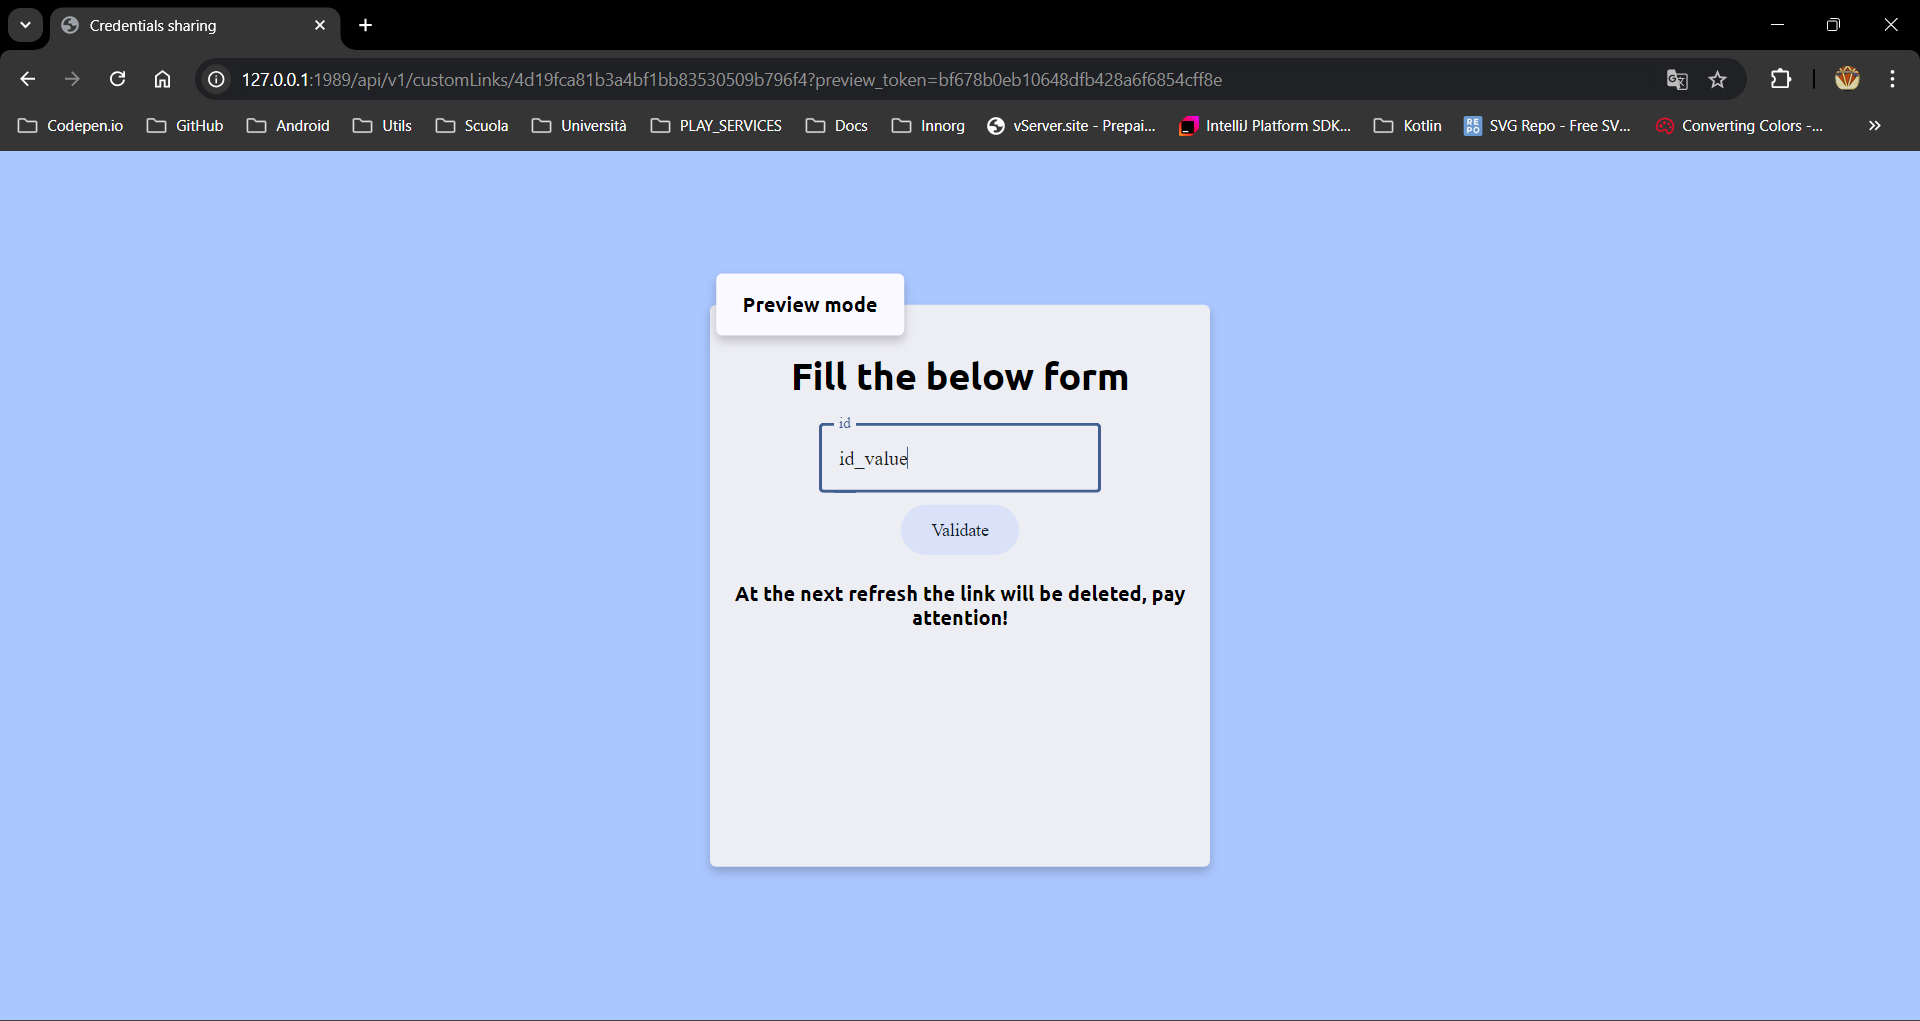 Credentials sharing
127.0.0.1:1989/api/v1/customLinks/4d19fca81b3a4bf1bb83530509b796f4?preview_token=bf678b0eb10648dfb428a6f6854cff8e
Codepen.io GitHub Android Utils Scuola Università PLAY_SERVICES Docs Innorg vServer.site - Prepai... IntelliJ Platform SDK... Kotlin RE PO SVG Repo - Free SV... Converting Colors -...
Preview mode
Fill the below form
id
id_value
Validate
At the next refresh the link will be deleted, pay
attention!